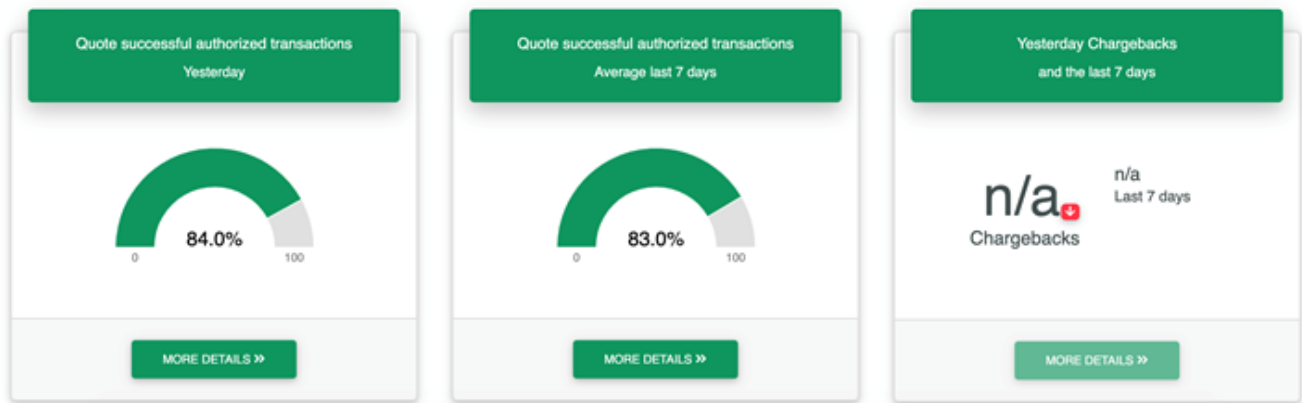 Quote successful authorized transactions
Yesterday
84.0%
0
100
MORE DETAILS »
Quote successful authorized transactions
Average last 7 days
83.0%
0
100
MORE DETAILS »
Yesterday Chargebacks
and the last 7 days
n/a
Chargebacks
n/a
Last 7 days
MORE DETAILS »